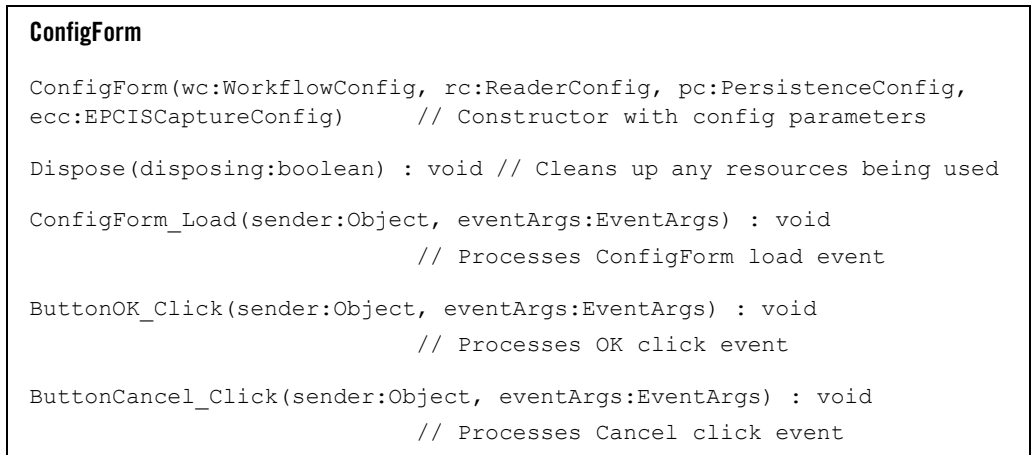 ConfigForm
ConfigForm(wc:WorkflowConfig, rc:ReaderConfig, pc:PersistenceConfig,
ecc:EPCISCaptureConfig) // Constructor with config parameters
Dispose(disposing:boolean) : void // Cleans up any resources being used
ConfigForm_Load(sender:Object, eventArgs:EventArgs) : void
// Processes ConfigForm load event
ButtonOK_Click(sender:Object, eventArgs:EventArgs) : void
// Processes OK click event
ButtonCancel_Click(sender:Object, eventArgs:EventArgs) : void
// Processes Cancel click event